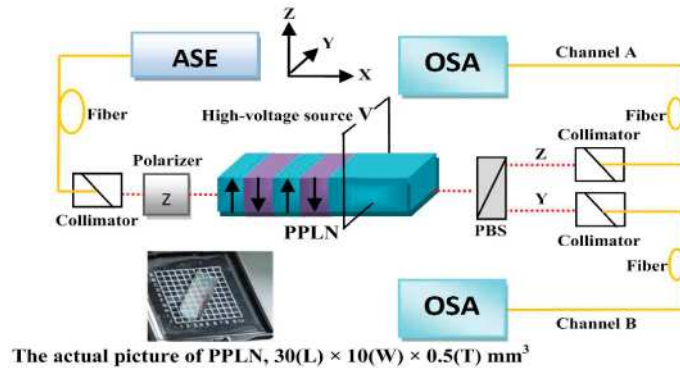 ASE
Z
Y
X
OSA
Channel A
Fiber
High-voltage source V
Fiber
Polarizer
Z
Collimator
Z
Collimator
Collimator
PPLN
Y
PBS
Collimator
Fiber
OSA
Channel B
The actual picture of PPLN, 30(L) × 10(W) × 0.5(T) mm³